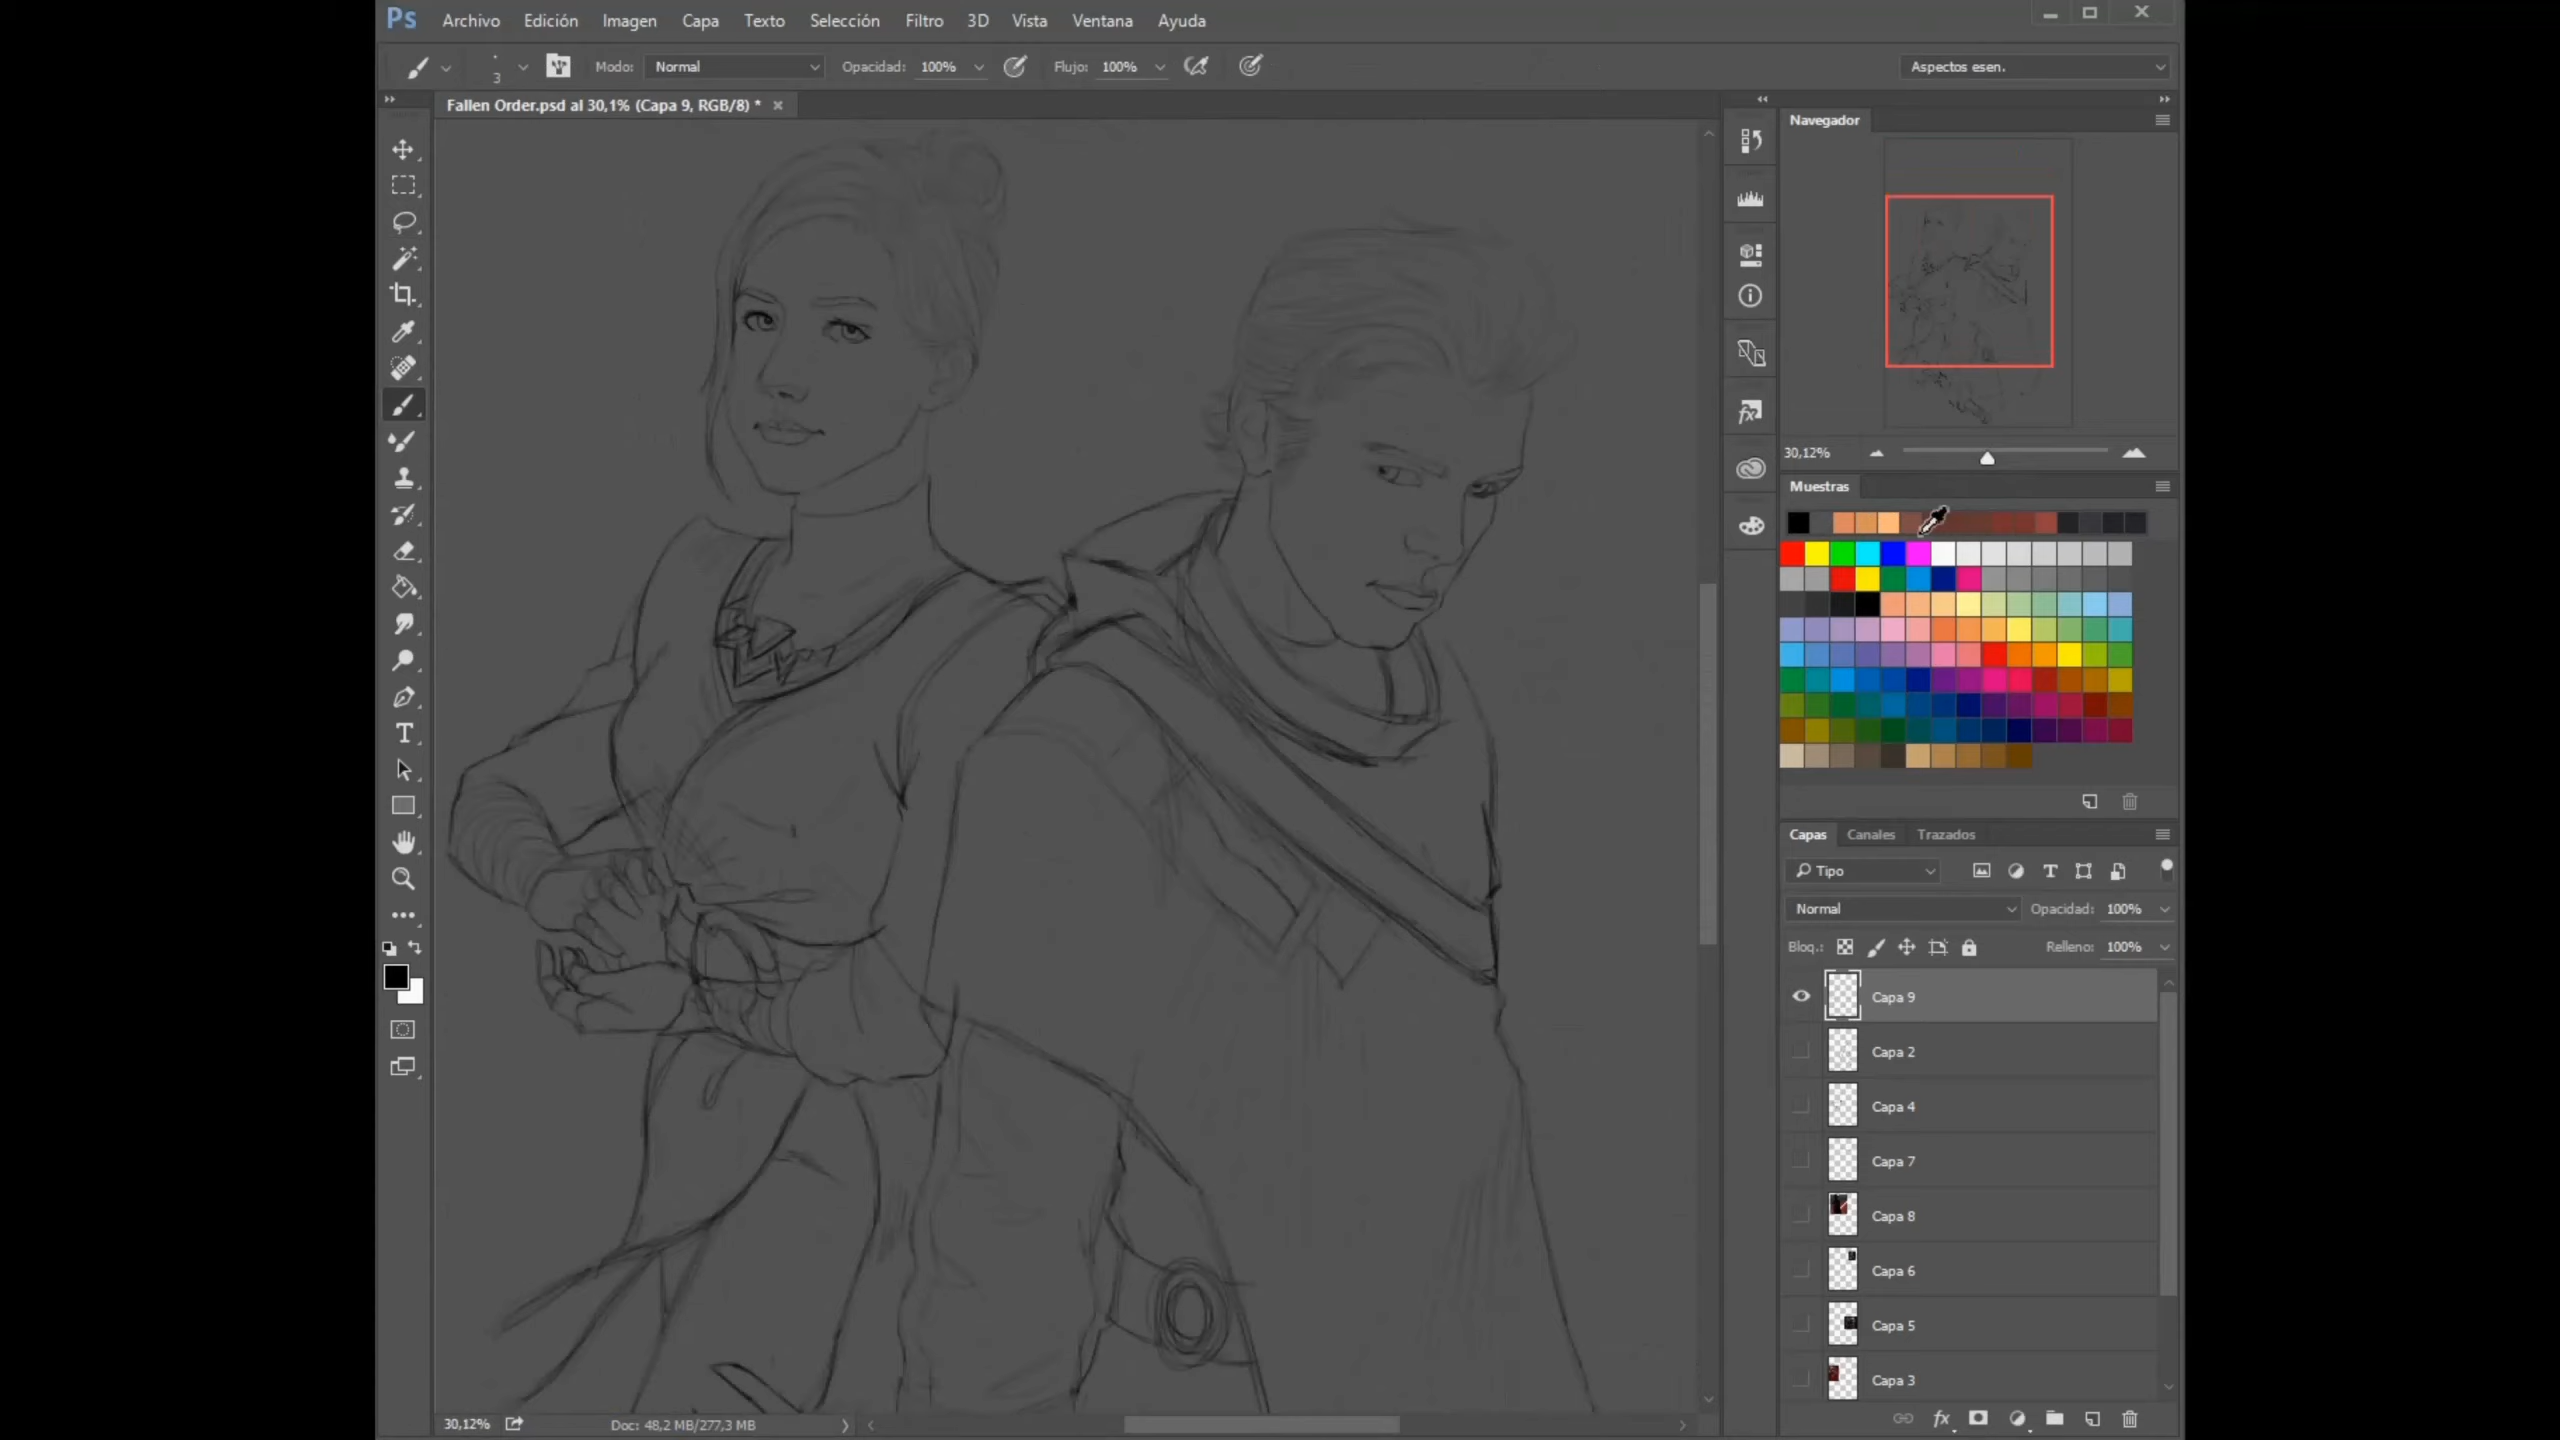 Ps Archivo Edición Imagen Capa Texto Selección Filtro 3D Vista Ventana Ayuda
3 Modo: Normal Opacidad: 100% Flujo: 100% Aspectos esen.
Fallen Order.psd al 30,1% (Capa 9, RGB/8) *
Navegador
30,12%
Muestras
Capas Canales Trazados
Tipo
Normal Opacidad: 100%
Bloq.: Relleno: 100%
Capa 9
Capa 2
Capa 4
Capa 7
Capa 8
Capa 6
Capa 5
Capa 3
30,12% Doc: 48,2 MB/277,3 MB